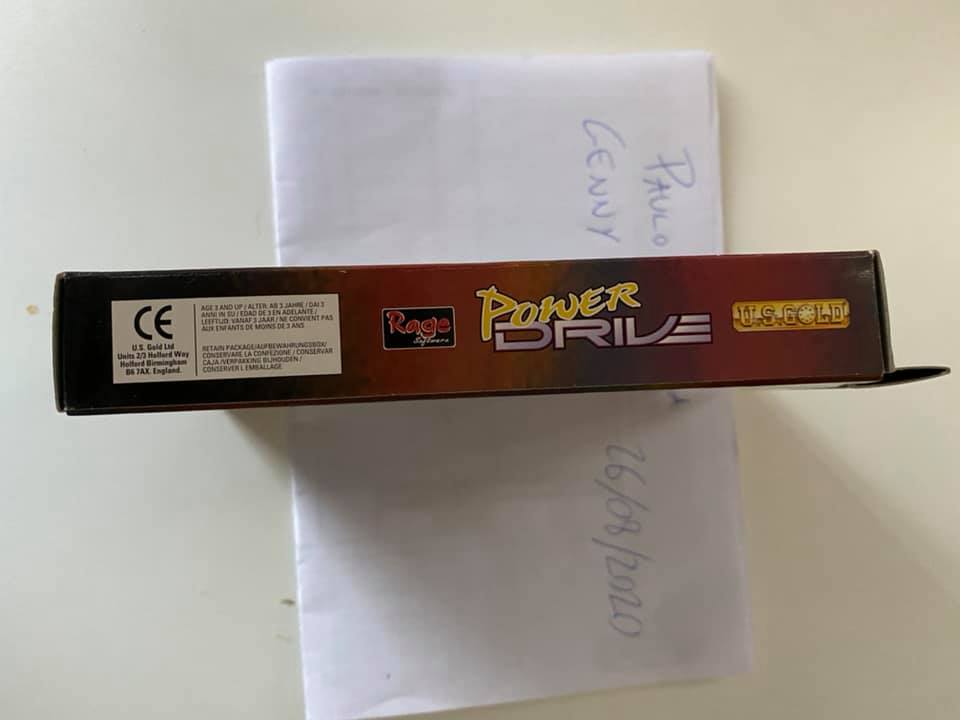 PAULO
GENNY
26/08/2020
CE
U.S. Gold Ltd
Units 2/3 Holford Way
Holford Birmingham
B6 7AX. England.
AGE 3 AND UP / ALTER: AB 3 JAHRE / DAI 3
ANNI IN SU / EDAD DE 3 EN ADELANTE /
LEEFTIJD: VANAF 3 JAAR / NE CONVIENT PAS
AUX ENFANTS DE MOINS DE 3 ANS
RETAIN PACKAGE/AUFBEWAHRUNGSBOX/
CONSERVARE LA CONFEZIONE / CONSERVAR
CAJA /VERPAKKING BIJHOUDEN /
CONSERVER L EMBALLAGE
Rage
Software
POWER
DRIVE
U.S.GOLD